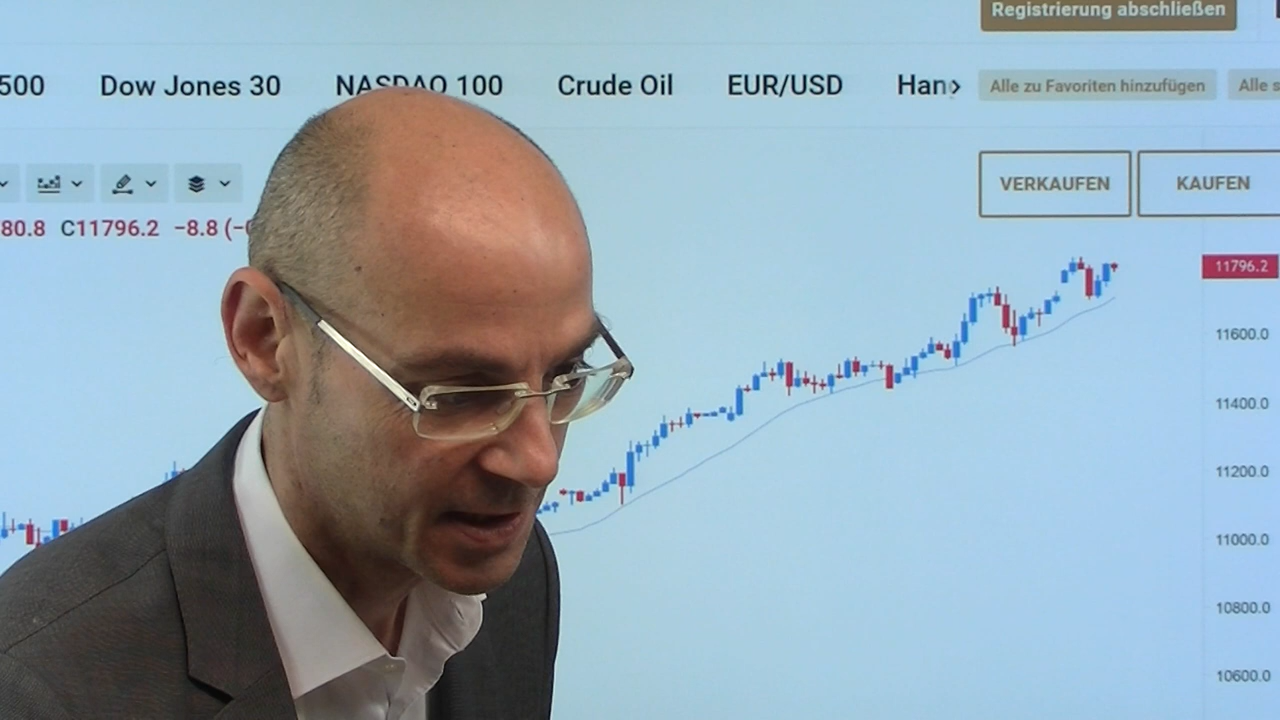 Registrierung abschließen
500 Dow Jones 30 NASDAQ 100 Crude Oil EUR/USD Han Alle zu Favoriten hinzufügen Alle s
VERKAUFEN KAUFEN
80.8 C11796.2 −8.8 (−
11796.2
11600.0
11400.0
11200.0
11000.0
10800.0
10600.0